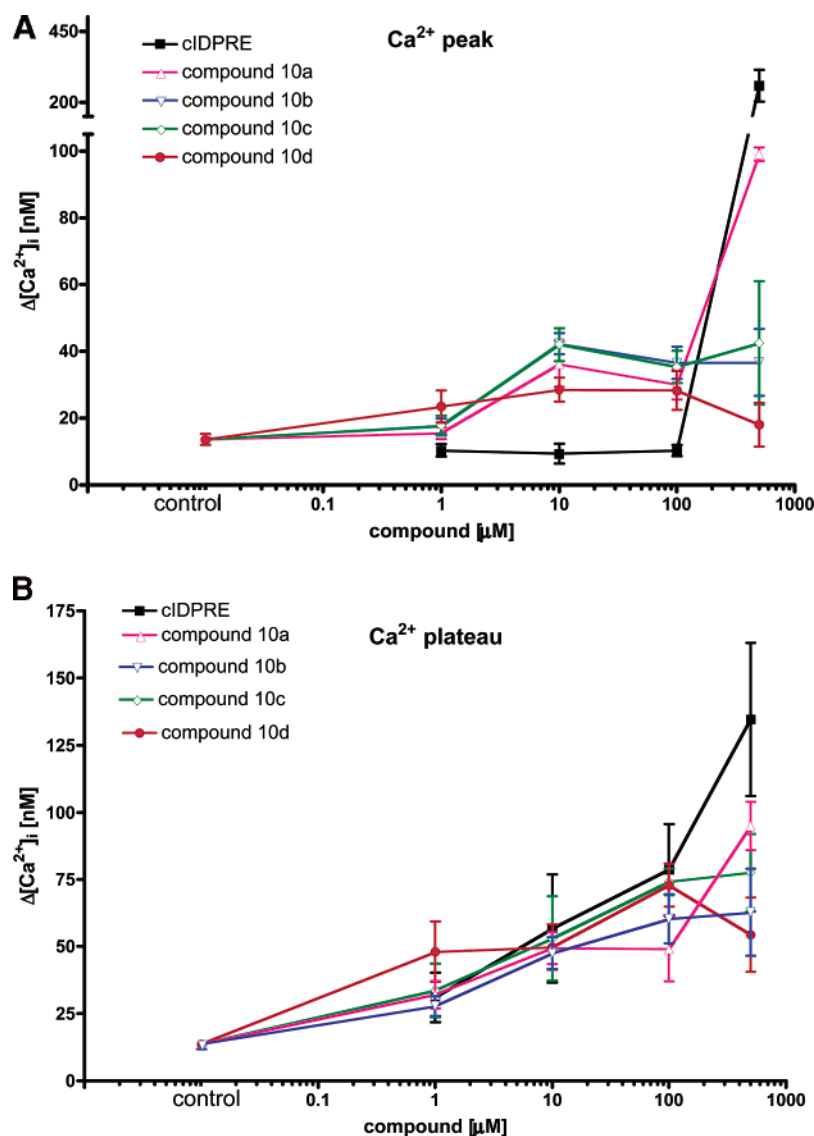 A
Ca²⁺ peak
cIDPRE
compound 10a
compound 10b
compound 10c
compound 10d
450
200
100
80
60
40
20
0
Δ[Ca²⁺]ᵢ [nM]
control 0.1 1 10 100 1000
compound [µM]
B
Ca²⁺ plateau
cIDPRE
compound 10a
compound 10b
compound 10c
compound 10d
175
150
125
100
75
50
25
0
Δ[Ca²⁺]ᵢ [nM]
control 0.1 1 10 100 1000
compound [µM]